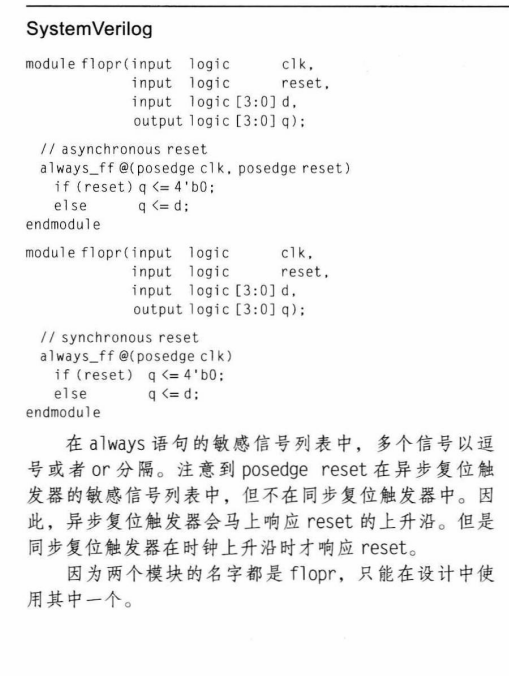 SystemVerilog
module flopr(input logic clk,
input logic reset,
input logic [3:0] d,
output logic [3:0] q);
// asynchronous reset
always_ff @(posedge clk, posedge reset)
if (reset) q <= 4'b0;
else q <= d;
endmodule
module flopr(input logic clk,
input logic reset,
input logic [3:0] d,
output logic [3:0] q);
// synchronous reset
always_ff @(posedge clk)
if (reset) q <= 4'b0;
else q <= d;
endmodule
在 always 语句的敏感信号列表中，多个信号以逗
号或者 or 分隔。注意到 posedge reset 在异步复位触
发器的敏感信号列表中，但不在同步复位触发器中。因
此，异步复位触发器会马上响应 reset 的上升沿。但是
同步复位触发器在时钟上升沿时才响应 reset。
因为两个模块的名字都是 flopr，只能在设计中使
用其中一个。